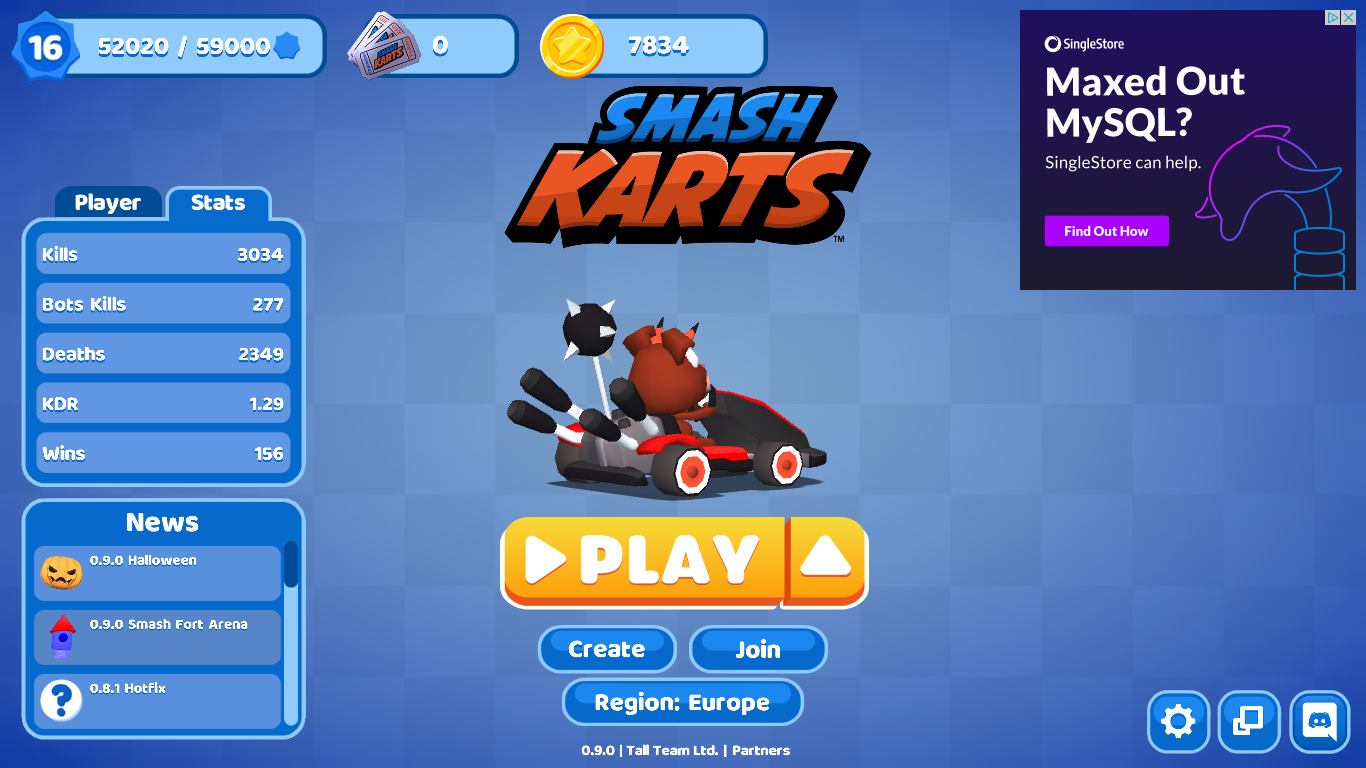 16
52020 / 59000
SMASH KARTS
0
7834
SMASH
KARTS
TM
SingleStore
Maxed Out
MySQL?
SingleStore can help.
Find Out How
Player Stats
Kills 3034
Bots Kills 277
Deaths 2349
KDR 1.29
Wins 156
News
0.9.0 Halloween
0.9.0 Smash Fort Arena
?
0.8.1 HotFix
PLAY
Create
Join
Region: Europe
0.9.0 | Tall Team Ltd. | Partners